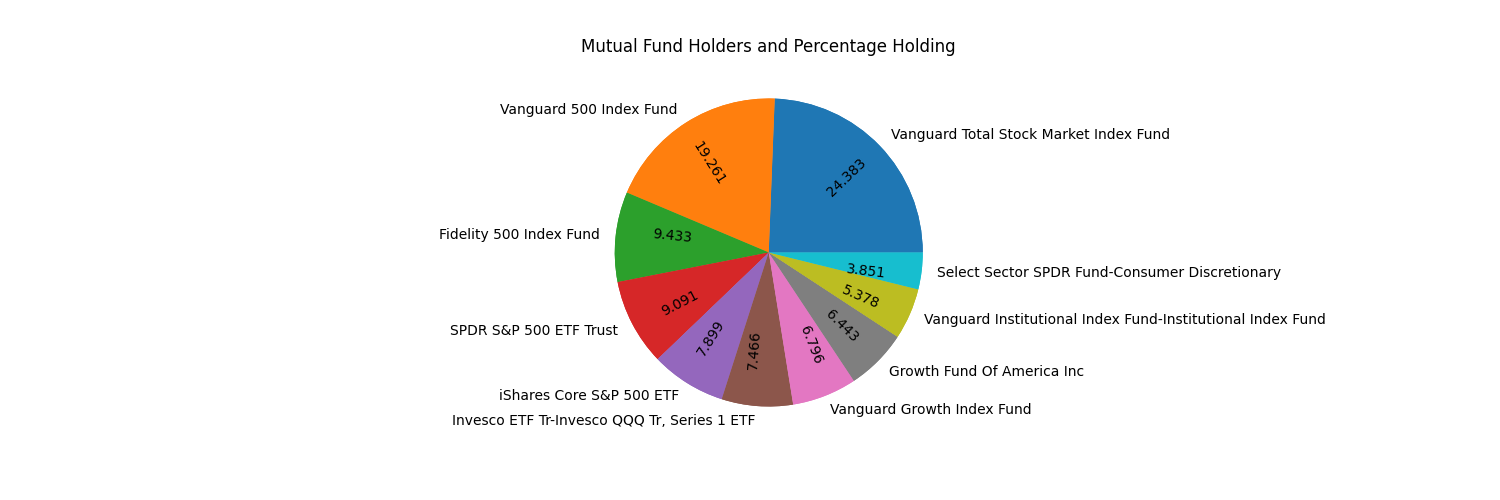 Mutual Fund Holders and Percentage Holding
Vanguard 500 Index Fund
Vanguard Total Stock Market Index Fund
19.261
24.383
Fidelity 500 Index Fund
9.433
3.851
Select Sector SPDR Fund-Consumer Discretionary
SPDR S&P 500 ETF Trust
9.091
5.378
Vanguard Institutional Index Fund-Institutional Index Fund
7.899
7.466
6.796
6.443
Growth Fund Of America Inc
iShares Core S&P 500 ETF
Vanguard Growth Index Fund
Invesco ETF Tr-Invesco QQQ Tr, Series 1 ETF